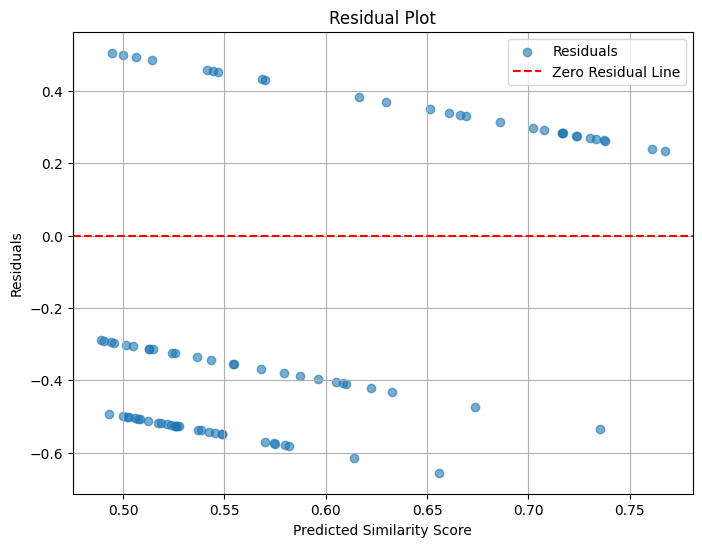 Residual Plot
Residuals
Zero Residual Line
Residuals
0.4
0.2
0.0
−0.2
−0.4
−0.6
0.50
0.55
0.60
0.65
0.70
0.75
Predicted Similarity Score